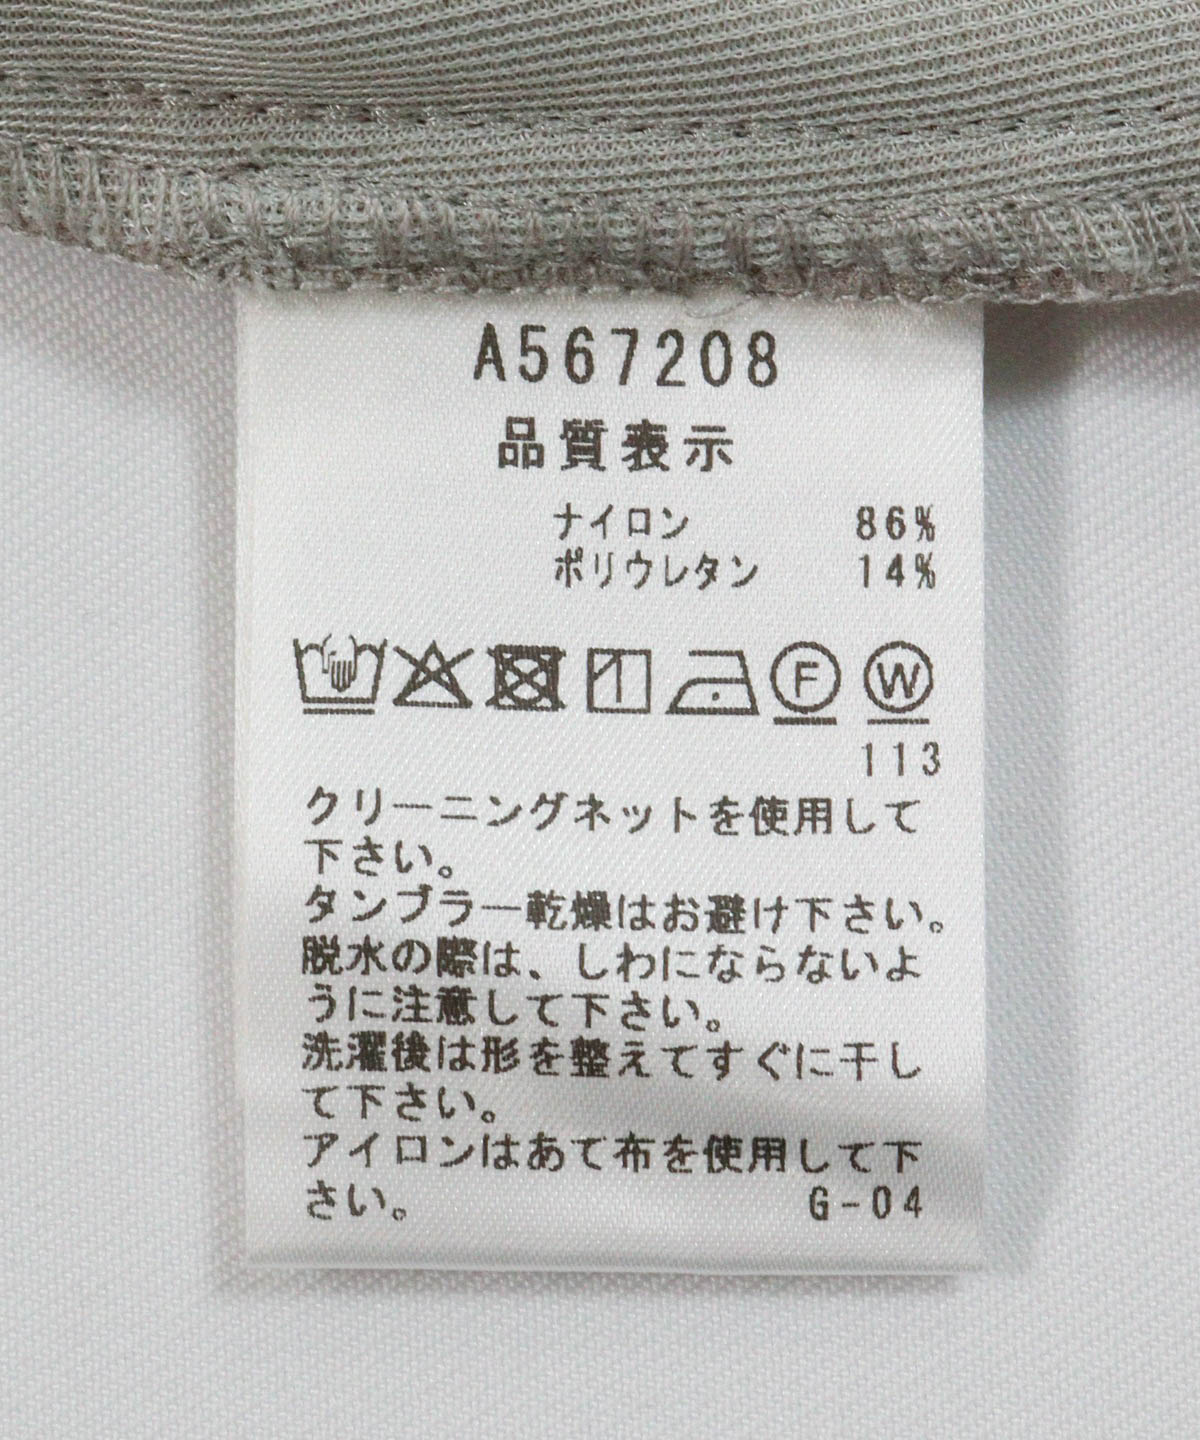 A567208
品質表示
ナイロン 86%
ポリウレタン 14%
F W
113
クリーニングネットを使用して
下さい。
タンブラー乾燥はお避け下さい。
脱水の際は、しわにならないよ
うに注意して下さい。
洗濯後は形を整えてすぐに干し
て下さい。
アイロンはあて布を使用して下
さい。 G-04